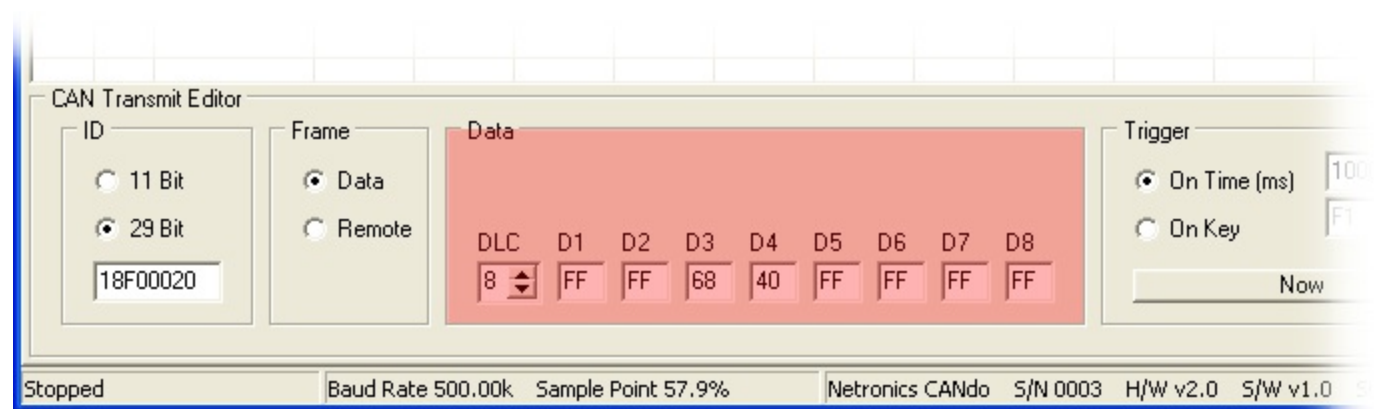 CAN Transmit Editor
ID
11 Bit
29 Bit
18F00020
Frame
Data
Remote
Data
DLC D1 D2 D3 D4 D5 D6 D7 D8
8 FF FF 68 40 FF FF FF FF
Trigger
On Time (ms)
On Key
F1
Now
Stopped Baud Rate 500.00k Sample Point 57.9% Netronics CANdo S/N 0003 H/W v2.0 S/W v1.0